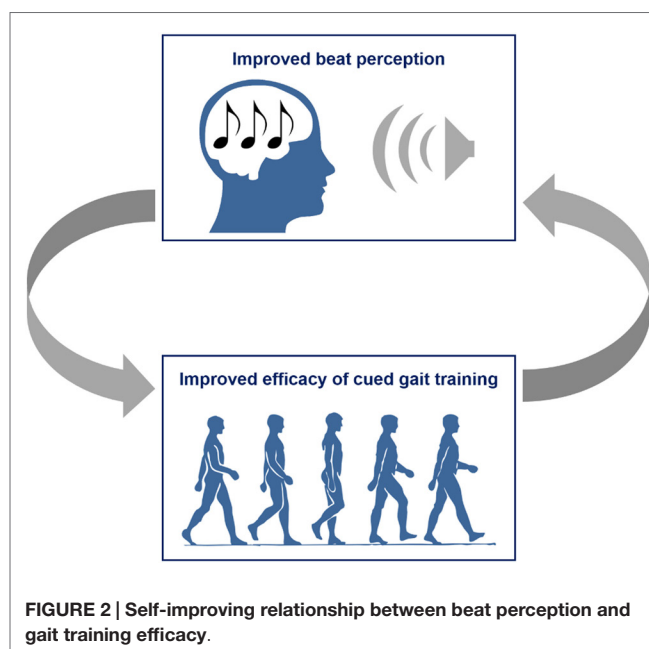 Improved beat perception
Improved efficacy of cued gait training
FIGURE 2 | Self-improving relationship between beat perception and
gait training efficacy.